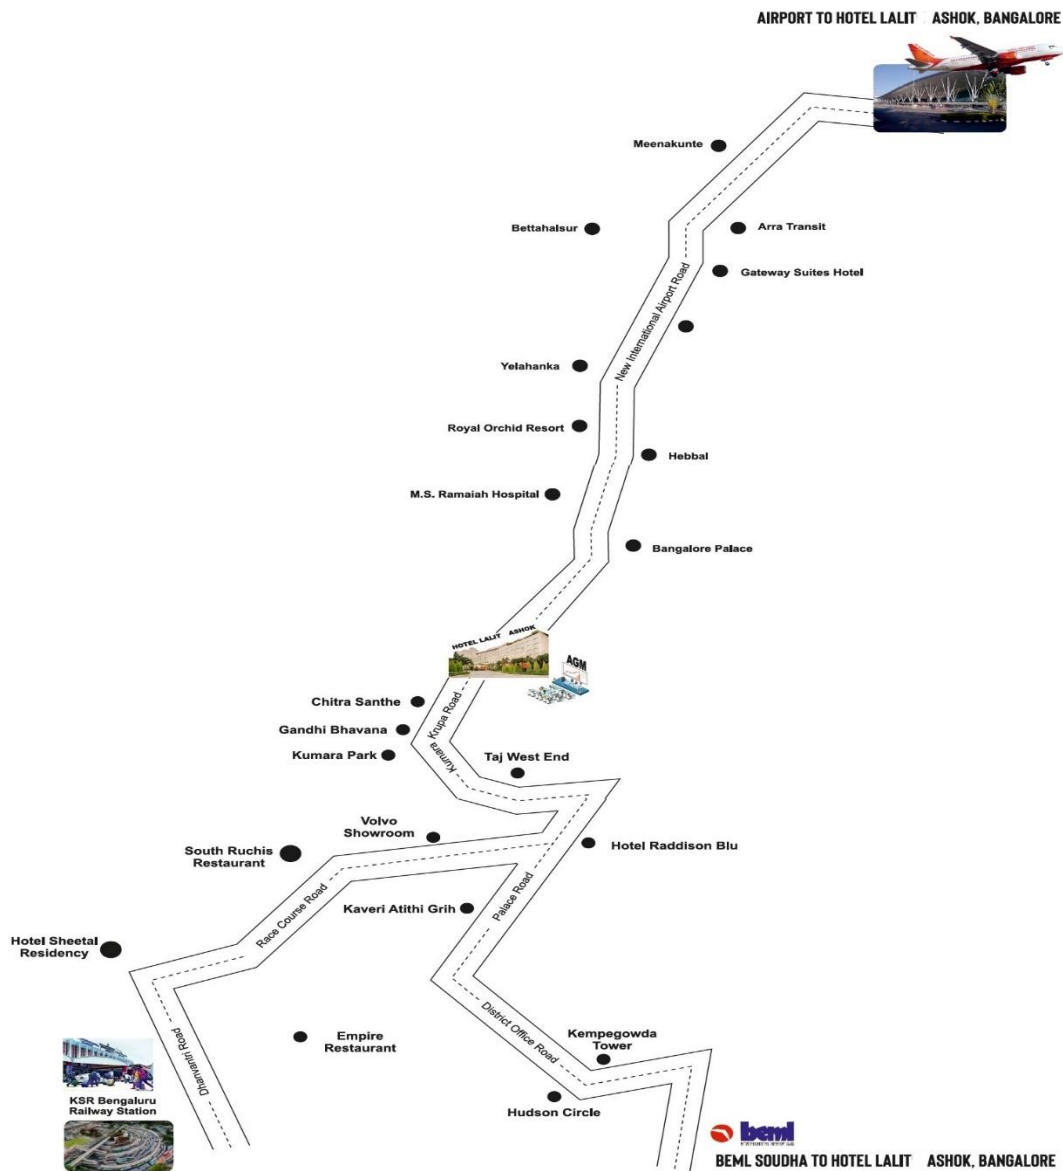 AIRPORT TO HOTEL LALIT ASHOK, BANGALORE
Meenakunte
Bettahalsur
Arra Transit
Gateway Suites Hotel
New International Airport Road
Yelahanka
Royal Orchid Resort
Hebbal
M.S. Ramaiah Hospital
Bangalore Palace
HOTEL LALIT ASHOK
AGM
Chitra Santhe
Kumara Krupa Road
Gandhi Bhavana
Kumara Park
Taj West End
Volvo
Showroom
South Ruchis
Restaurant
Hotel Raddison Blu
Race Course Road
Palace Road
Kaveri Atithi Grih
Hotel Sheetal
Residency
District Office Road
Dhanvantri Road
Empire
Restaurant
Kempegowda
Tower
KSR Bengaluru
Railway Station
Hudson Circle
beml
BEML SOUDHA TO HOTEL LALIT ASHOK, BANGALORE